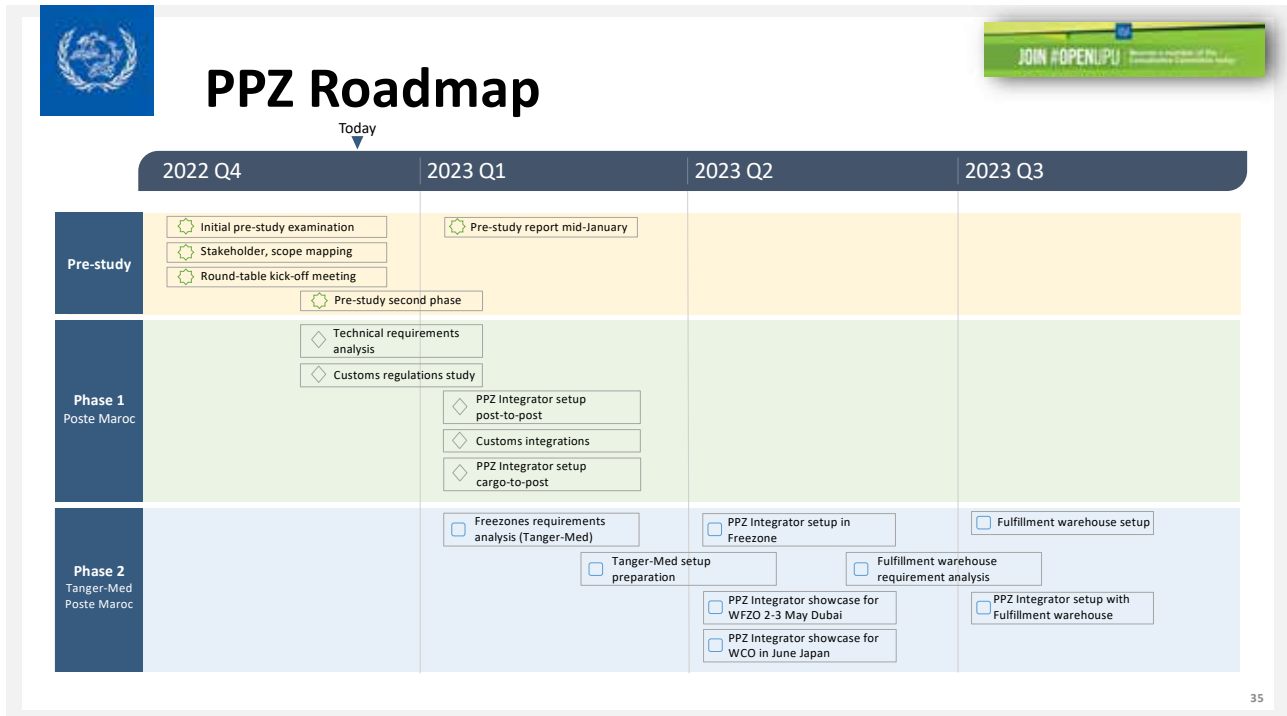 JOIN #OPENUPU
PPZ Roadmap
Today
2022 Q4
2023 Q1
2023 Q2
2023 Q3
Pre-study
Initial pre-study examination
Pre-study report mid-January
Stakeholder, scope mapping
Round-table kick-off meeting
Pre-study second phase
Phase 1
Poste Maroc
Technical requirements
analysis
Customs regulations study
PPZ Integrator setup
post-to-post
Customs integrations
PPZ Integrator setup
cargo-to-post
Phase 2
Tanger-Med
Poste Maroc
Freezones requirements
analysis (Tanger-Med)
PPZ Integrator setup in
Freezone
Fulfillment warehouse setup
Tanger-Med setup
preparation
Fulfillment warehouse
requirement analysis
PPZ Integrator showcase for
WFZO 2-3 May Dubai
PPZ Integrator setup with
Fulfillment warehouse
PPZ Integrator showcase for
WCO in June Japan
35